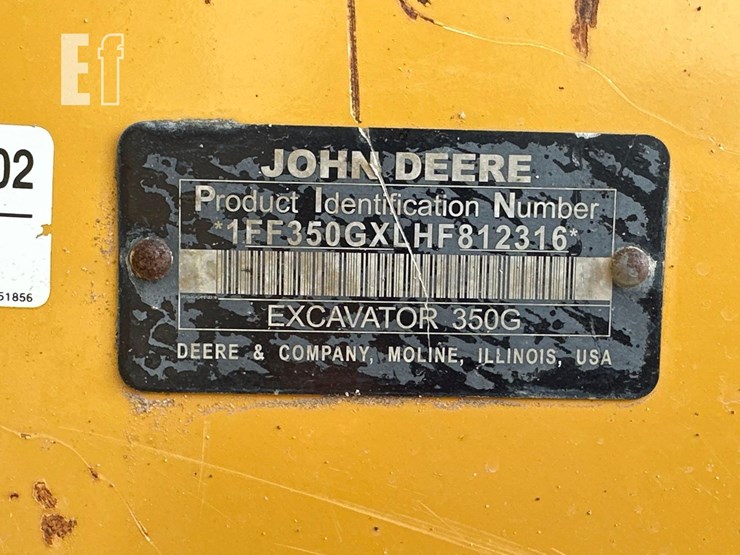 Ef
02
51856
JOHN DEERE
Product Identification Number
*1FF350GXLHF812316*
EXCAVATOR 350G
DEERE & COMPANY, MOLINE, ILLINOIS, USA